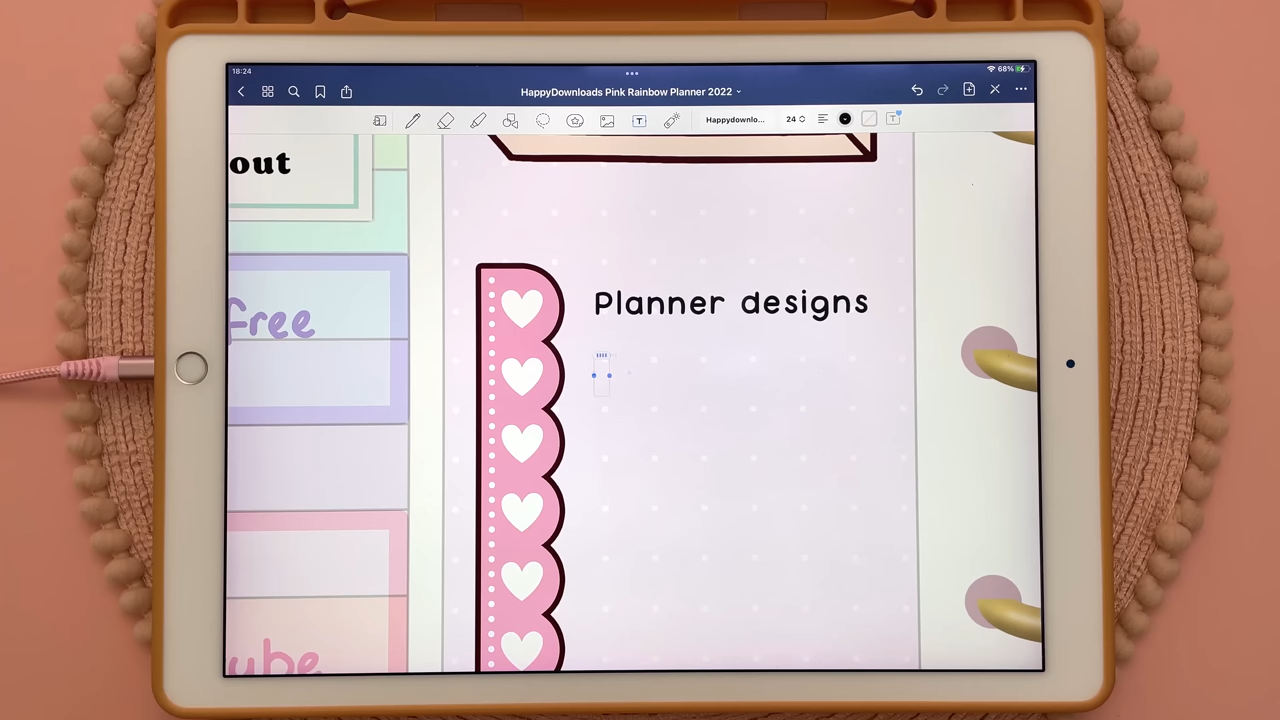 18:24
68%
HappyDownloads Pink Rainbow Planner 2022
Happydownlo...
24
out
Planner designs
free
ube